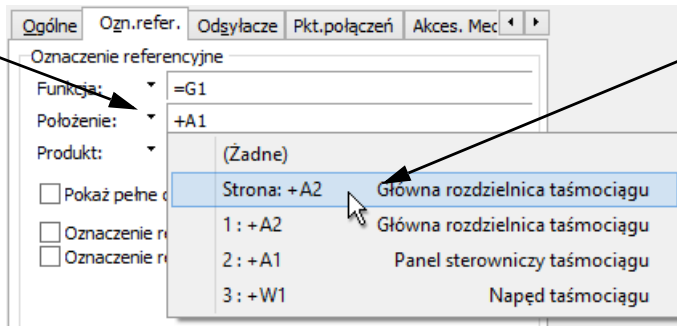 Ogólne Ozn.refer. Odsyłacze Pkt.połączeń Akces. Mec
Oznaczenie referencyjne
Funkcja: =G1
Położenie: +A1
Produkt:
(Żadne)
Pokaż pełne
Strona: +A2 Główna rozdzielnica taśmociągu
1 : +A2 Główna rozdzielnica taśmociągu
Oznaczenie
2 : +A1 Panel sterowniczy taśmociągu
Oznaczenie
3 : +W1 Napęd taśmociągu